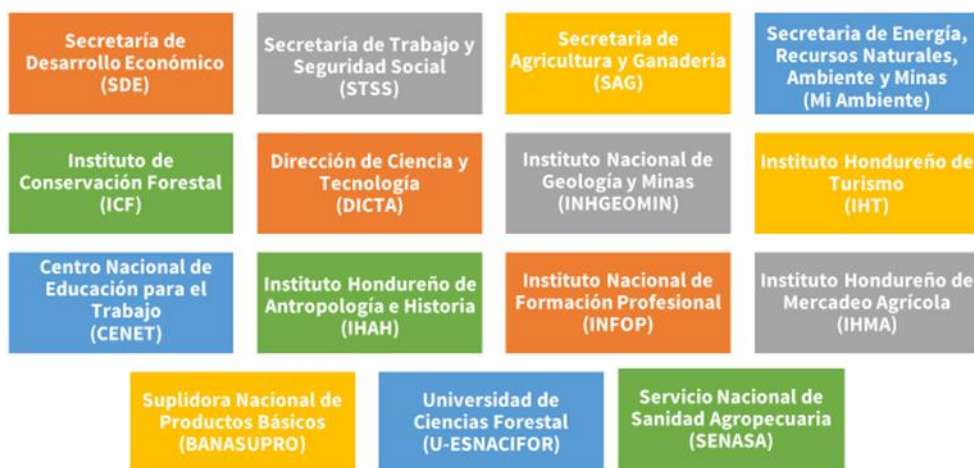 Secretaría de
Desarrollo Económico
(SDE)
Secretaría de Trabajo y
Seguridad Social
(STSS)
Secretaria de
Agricultura y Ganadería
(SAG)
Secretaria de Energía,
Recursos Naturales,
Ambiente y Minas
(Mi Ambiente)
Instituto de
Conservación Forestal
(ICF)
Dirección de Ciencia y
Tecnología
(DICTA)
Instituto Nacional de
Geología y Minas
(INHGEOMIN)
Instituto Hondureño de
Turismo
(IHT)
Centro Nacional de
Educación para el
Trabajo
(CENET)
Instituto Hondureño de
Antropología e Historia
(IHAH)
Instituto Nacional de
Formación Profesional
(INFOP)
Instituto Hondureño de
Mercadeo Agrícola
(IHMA)
Suplidora Nacional de
Productos Básicos
(BANASUPRO)
Universidad de
Ciencias Forestal
(U-ESNACIFOR)
Servicio Nacional de
Sanidad Agropecuaria
(SENASA)